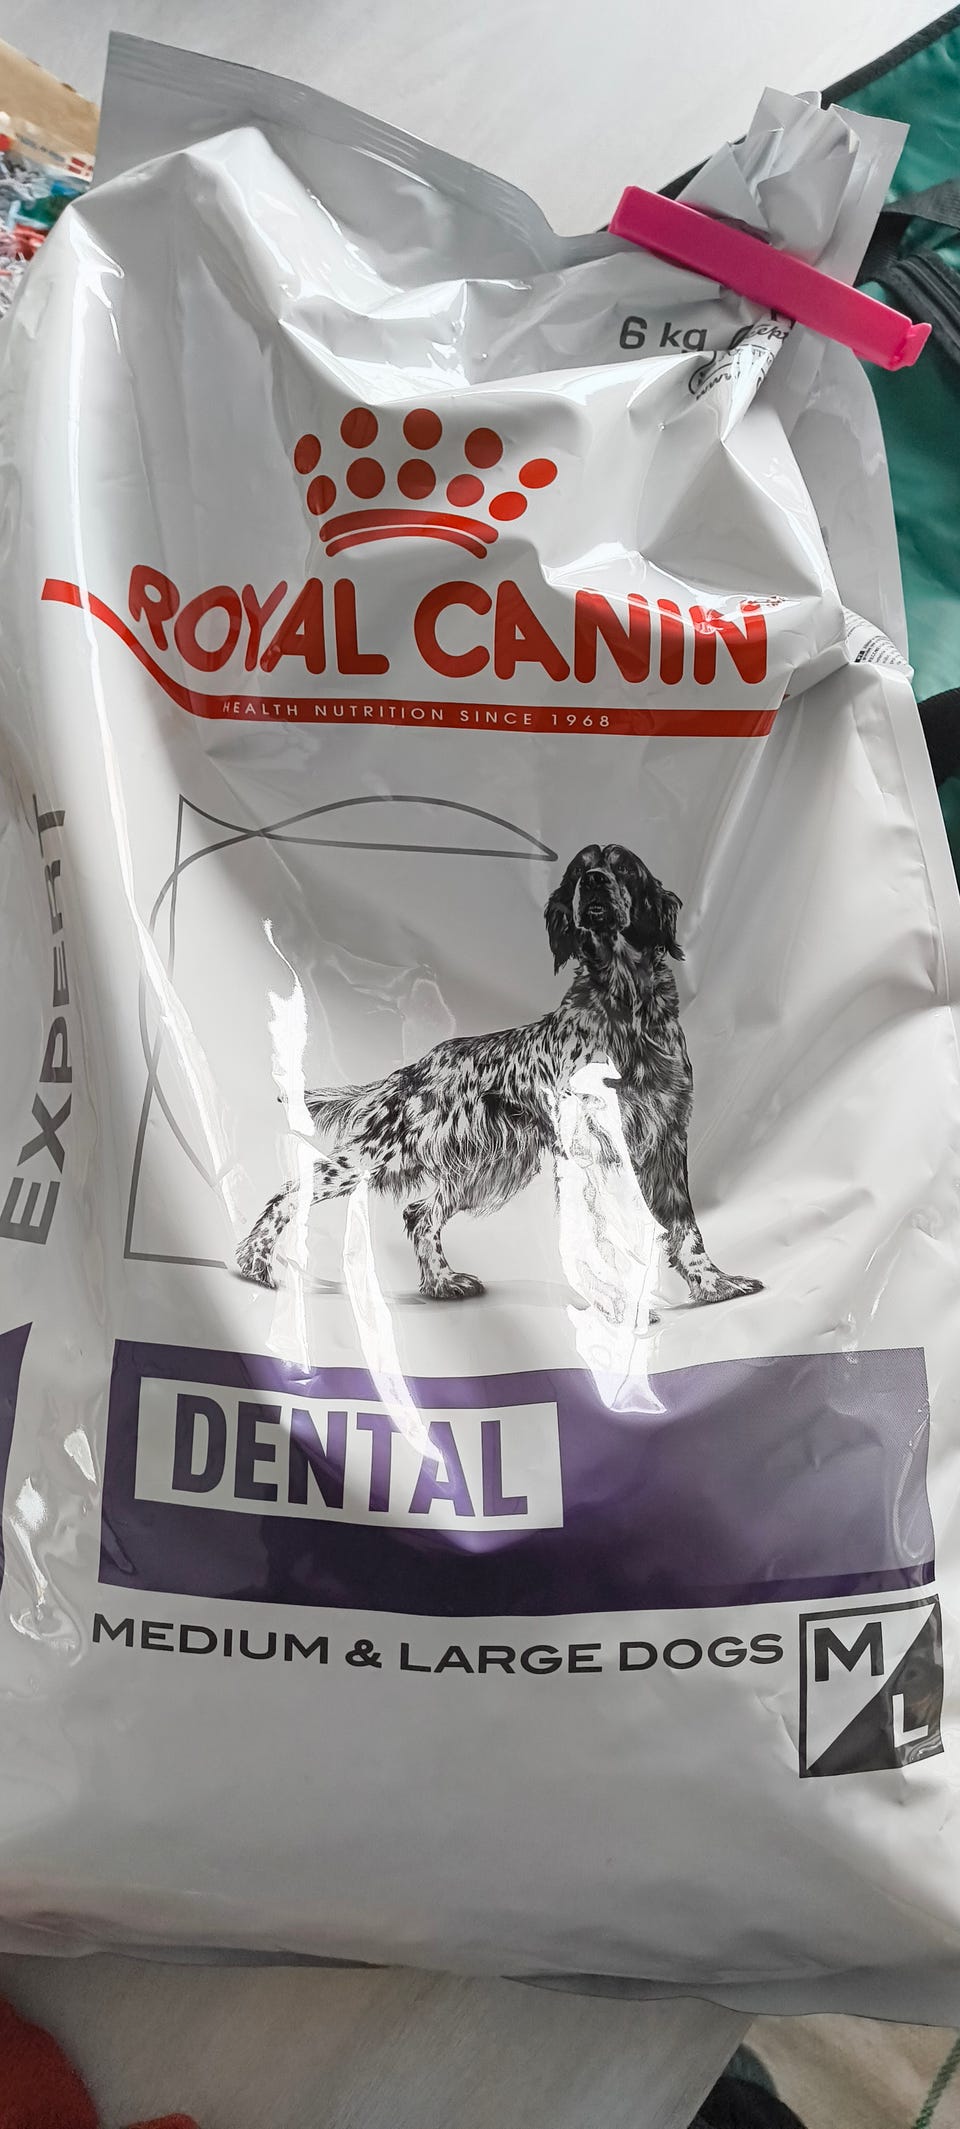 6 kg
ROYAL CANIN
HEALTH NUTRITION SINCE 1968
EXPERT
DENTAL
MEDIUM & LARGE DOGS
M
L